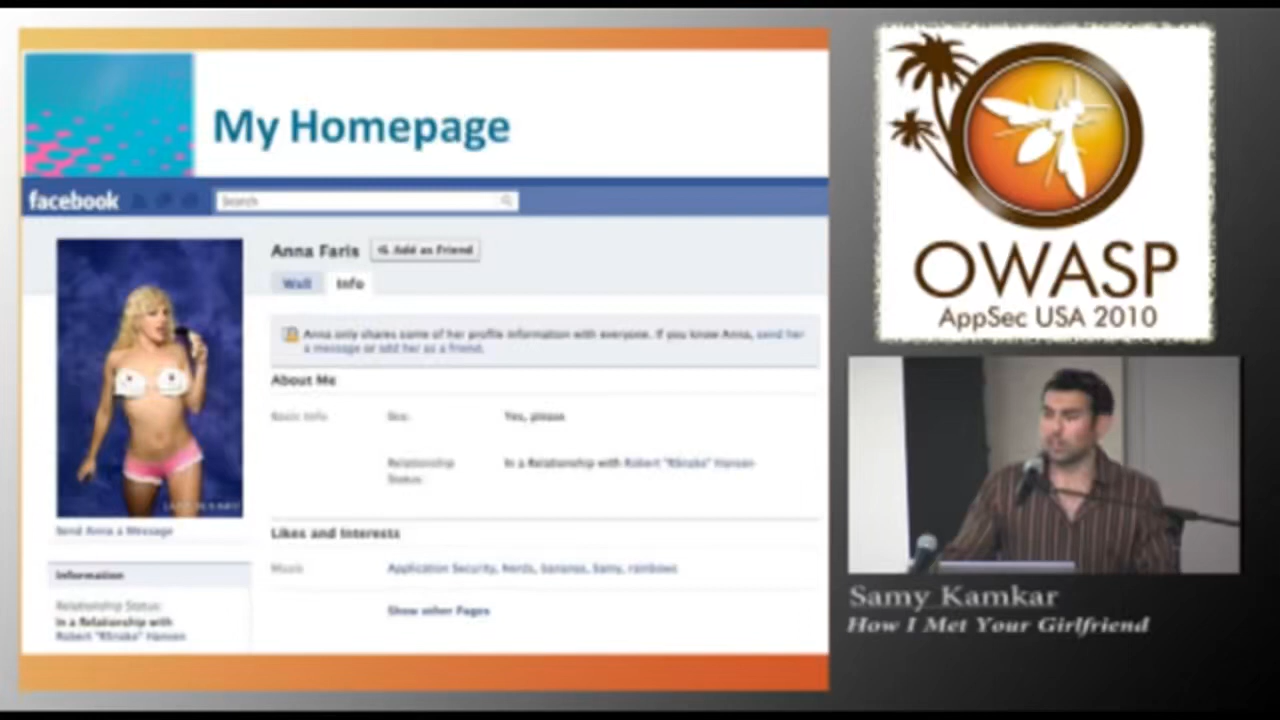 My Homepage
facebook
Search
Anna Faris
Add as Friend
Wall
Info
Anna only shares some of her profile information with everyone. If you know Anna, send her
a message or add her as a friend.
About Me
Basic Info
Sex:
Yes, please
Relationship
Status:
In a Relationship with Robert "RSnake" Hansen
Send Anna a Message
Likes and Interests
Music
Application Security, Nerds, bananas, Samy, rainbows
Show other Pages
Information
Relationship Status:
In a Relationship with
Robert "RSnake" Hansen
OWASP
AppSec USA 2010
Samy Kamkar
How I Met Your Girlfriend